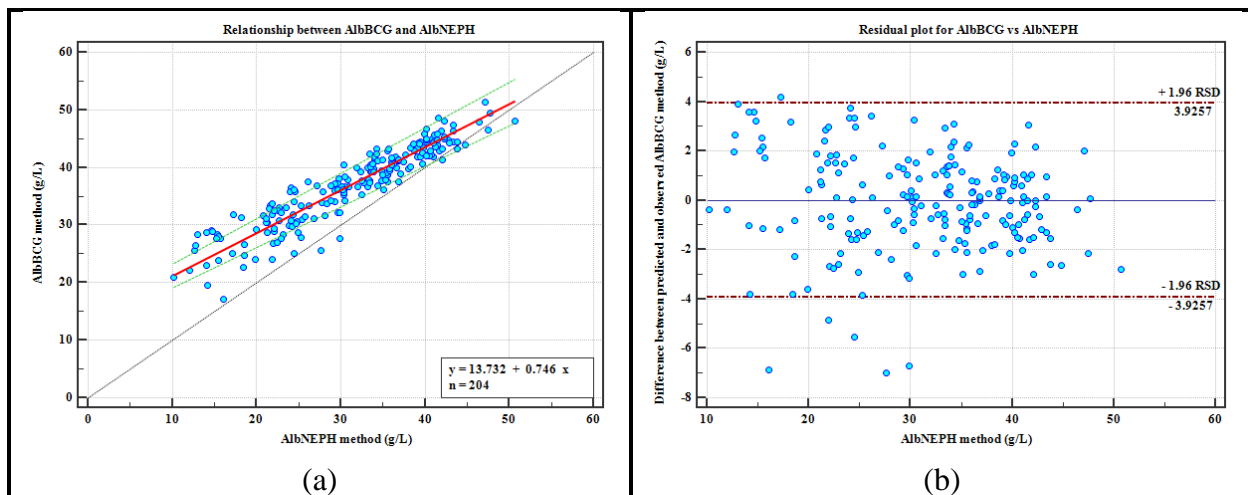 Relationship between AlbBCG and AlbNEPH
AlbBCG method (g/L)
60
50
40
30
20
10
0
y = 13.732 + 0.746 x
n = 204
0 10 20 30 40 50 60
AlbNEPH method (g/L)
(a)
Residual plot for AlbBCG vs AlbNEPH
Difference between predicted and observed AlbBCG method (g/L)
6
4
2
0
-2
-4
-6
-8
+ 1.96 RSD
3.9257
- 1.96 RSD
- 3.9257
10 20 30 40 50 60
AlbNEPH method (g/L)
(b)